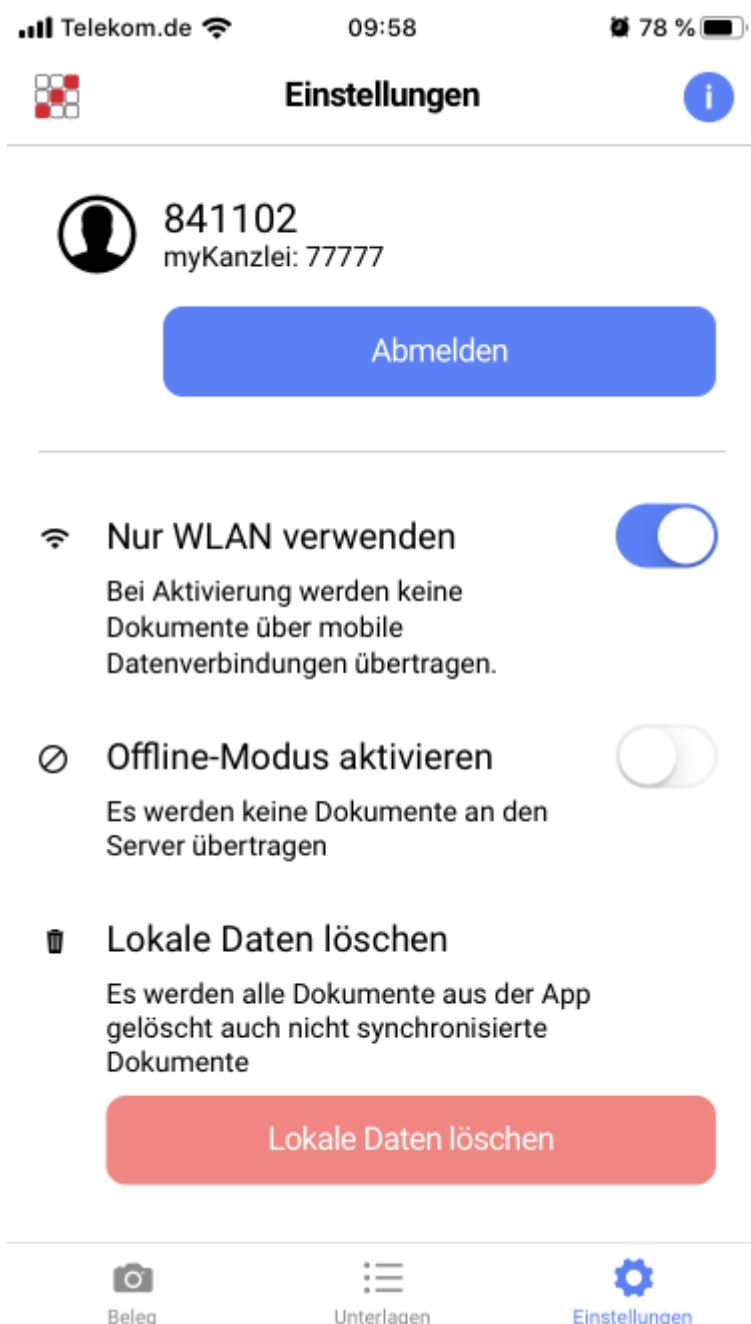 Telekom.de 09:58 78 %
Einstellungen i
841102
myKanzlei: 77777
Abmelden
Nur WLAN verwenden
Bei Aktivierung werden keine
Dokumente über mobile
Datenverbindungen übertragen.
Offline-Modus aktivieren
Es werden keine Dokumente an den
Server übertragen
Lokale Daten löschen
Es werden alle Dokumente aus der App
gelöscht auch nicht synchronisierte
Dokumente
Lokale Daten löschen
Beleg Unterlagen Einstellungen